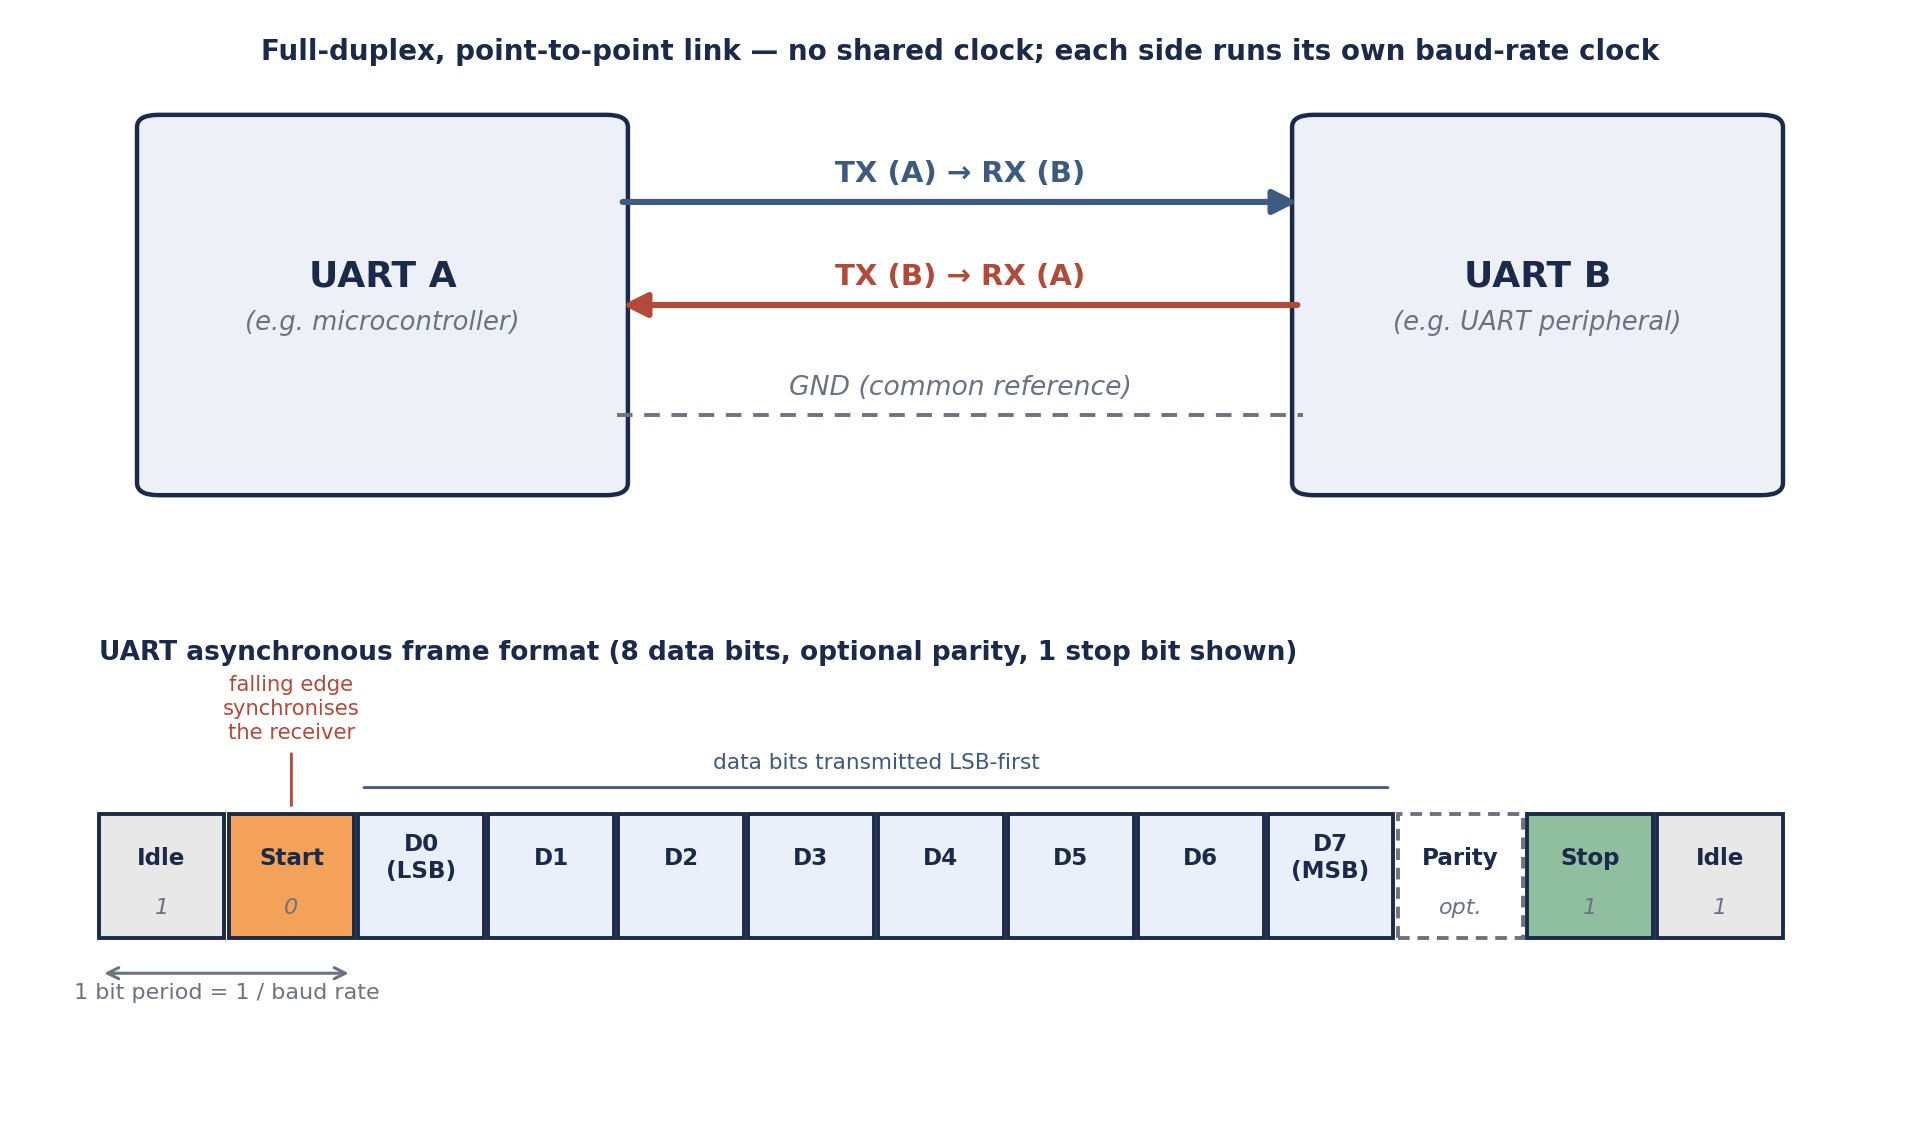 Full-duplex, point-to-point link — no shared clock; each side runs its own baud-rate clock
TX (A) → RX (B)
UART A
(e.g. microcontroller)
TX (B) → RX (A)
UART B
(e.g. UART peripheral)
GND (common reference)
UART asynchronous frame format (8 data bits, optional parity, 1 stop bit shown)
falling edge
synchronises
the receiver
data bits transmitted LSB-first
Idle
1
Start
0
D0
(LSB)
D1
D2
D3
D4
D5
D6
D7
(MSB)
Parity
opt.
Stop
1
Idle
1
1 bit period = 1 / baud rate